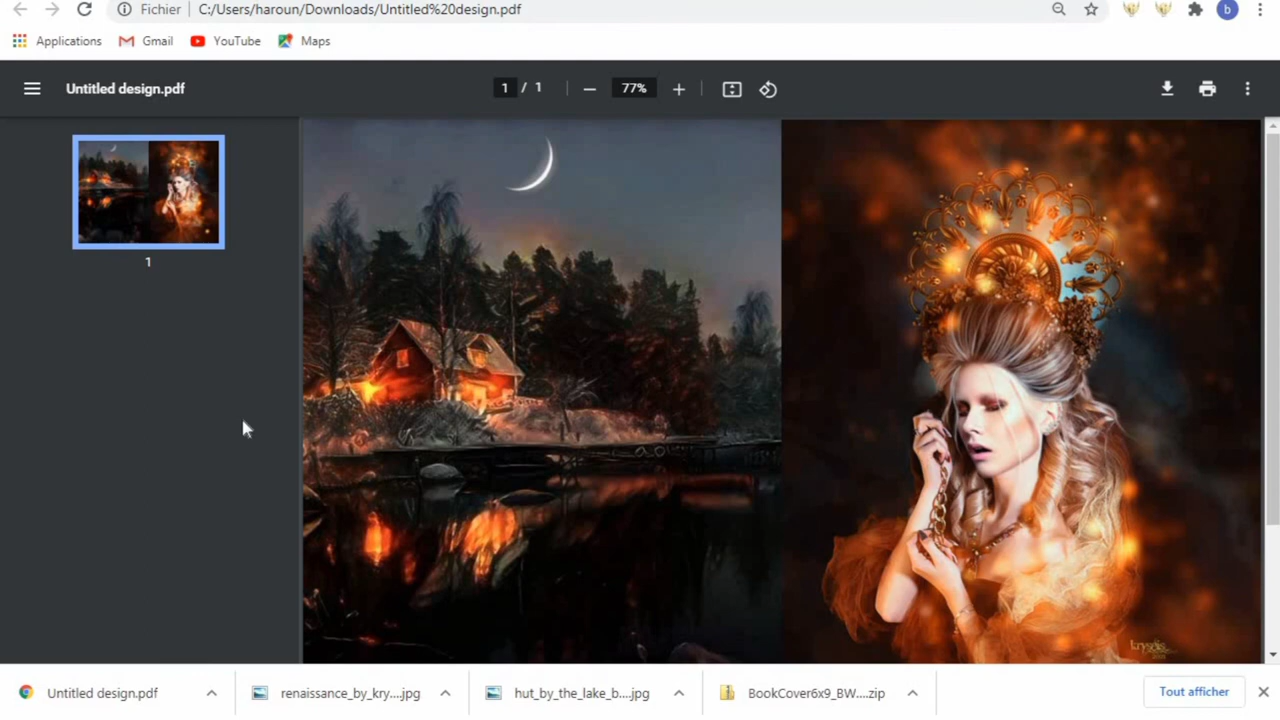 Fichier C:/Users/haroun/Downloads/Untitled%20design.pdf
b
Applications Gmail YouTube Maps
Untitled design.pdf 1 / 1 77%
1
Untitled design.pdf renaissance_by_kry....jpg hut_by_the_lake_b....jpg BookCover6x9_BW....zip Tout afficher